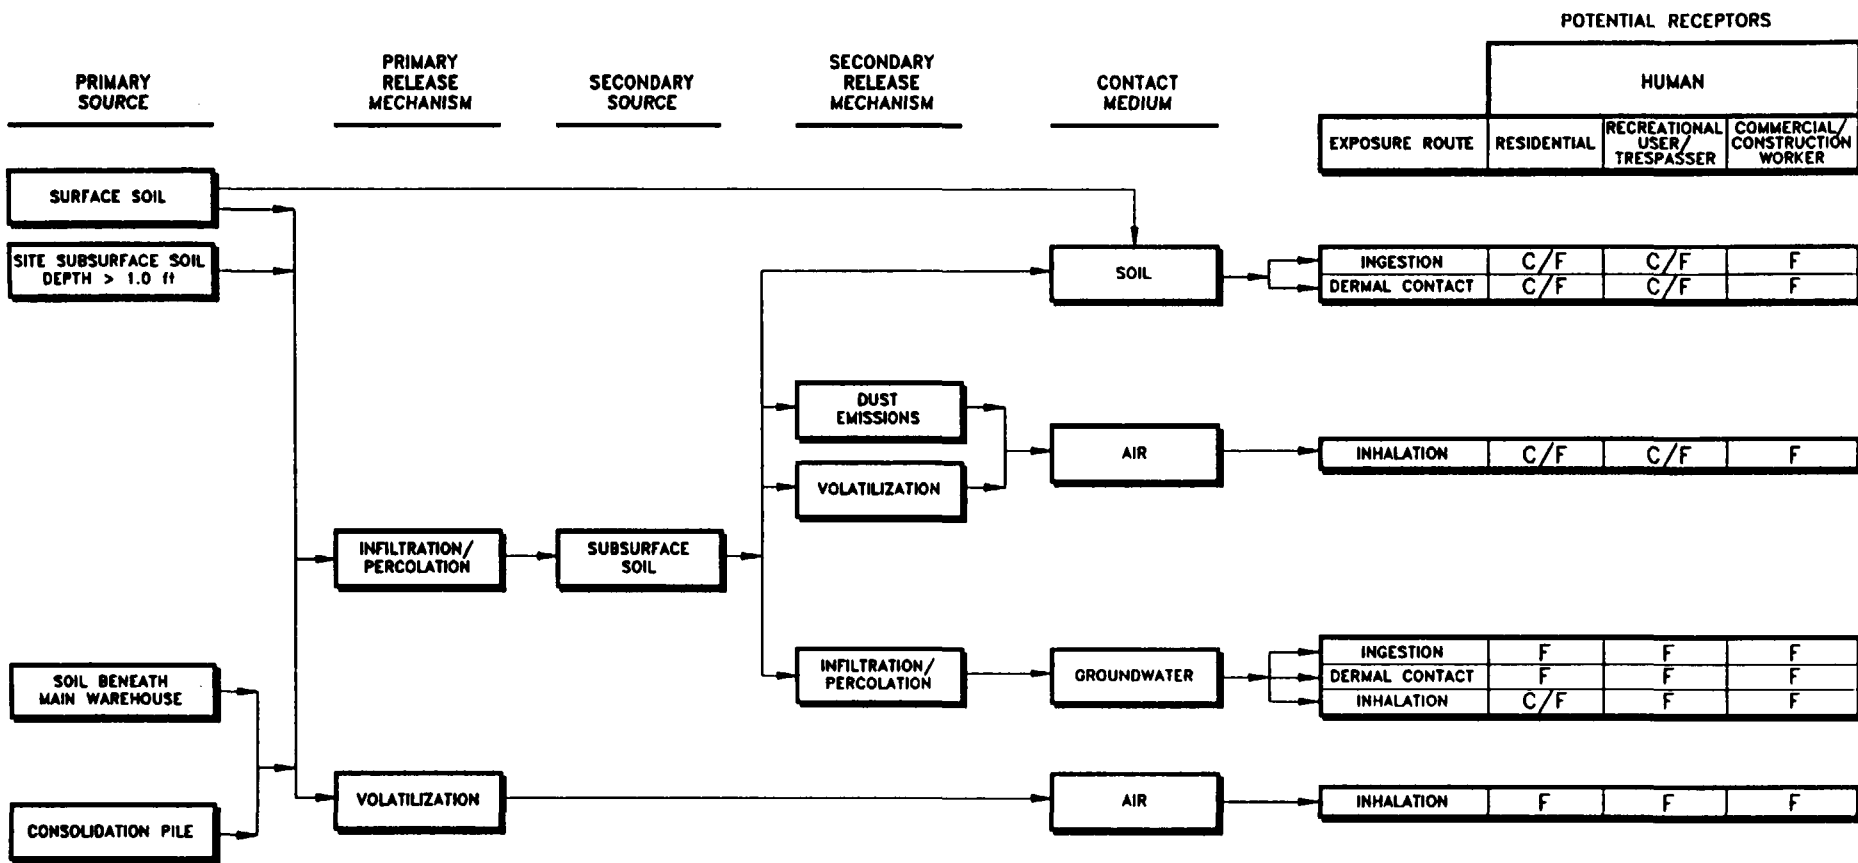 POTENTIAL RECEPTORS
PRIMARY
SOURCE
PRIMARY
RELEASE
MECHANISM
SECONDARY
SOURCE
SECONDARY
RELEASE
MECHANISM
CONTACT
MEDIUM
HUMAN
EXPOSURE ROUTE
RESIDENTIAL
RECREATIONAL
USER/
TRESPASSER
COMMERCIAL/
CONSTRUCTION
WORKER
SURFACE SOIL
SITE SUBSURFACE SOIL
DEPTH > 1.0 ft
SOIL
INGESTION C/F C/F F
DERMAL CONTACT C/F C/F F
DUST
EMISSIONS
VOLATILIZATION
AIR
INHALATION C/F C/F F
INFILTRATION/
PERCOLATION
SUBSURFACE
SOIL
SOIL BENEATH
MAIN WAREHOUSE
INFILTRATION/
PERCOLATION
GROUNDWATER
INGESTION F F F
DERMAL CONTACT F F F
INHALATION C/F F F
CONSOLIDATION PILE
VOLATILIZATION
AIR
INHALATION F F F